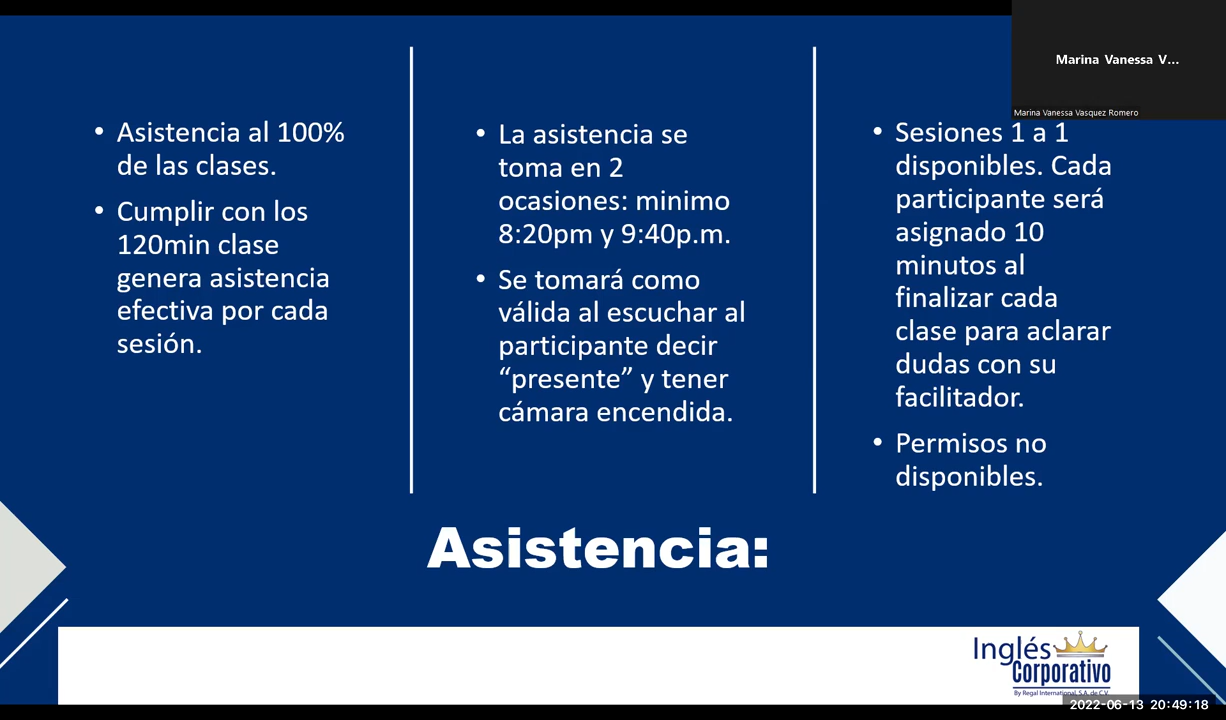 Marina Vanessa V...
Marina Vanessa Vasquez Romero
• Asistencia al 100%
de las clases.
• Cumplir con los
120min clase
genera asistencia
efectiva por cada
sesión.
• La asistencia se
toma en 2
ocasiones: minimo
8:20pm y 9:40p.m.
• Se tomará como
válida al escuchar al
participante decir
“presente” y tener
cámara encendida.
• Sesiones 1 a 1
disponibles. Cada
participante será
asignado 10
minutos al
finalizar cada
clase para aclarar
dudas con su
facilitador.
• Permisos no
disponibles.
Asistencia:
Inglés
Corporativo
By Regal International, S.A. de C.V.
2022-06-13 20:49:18